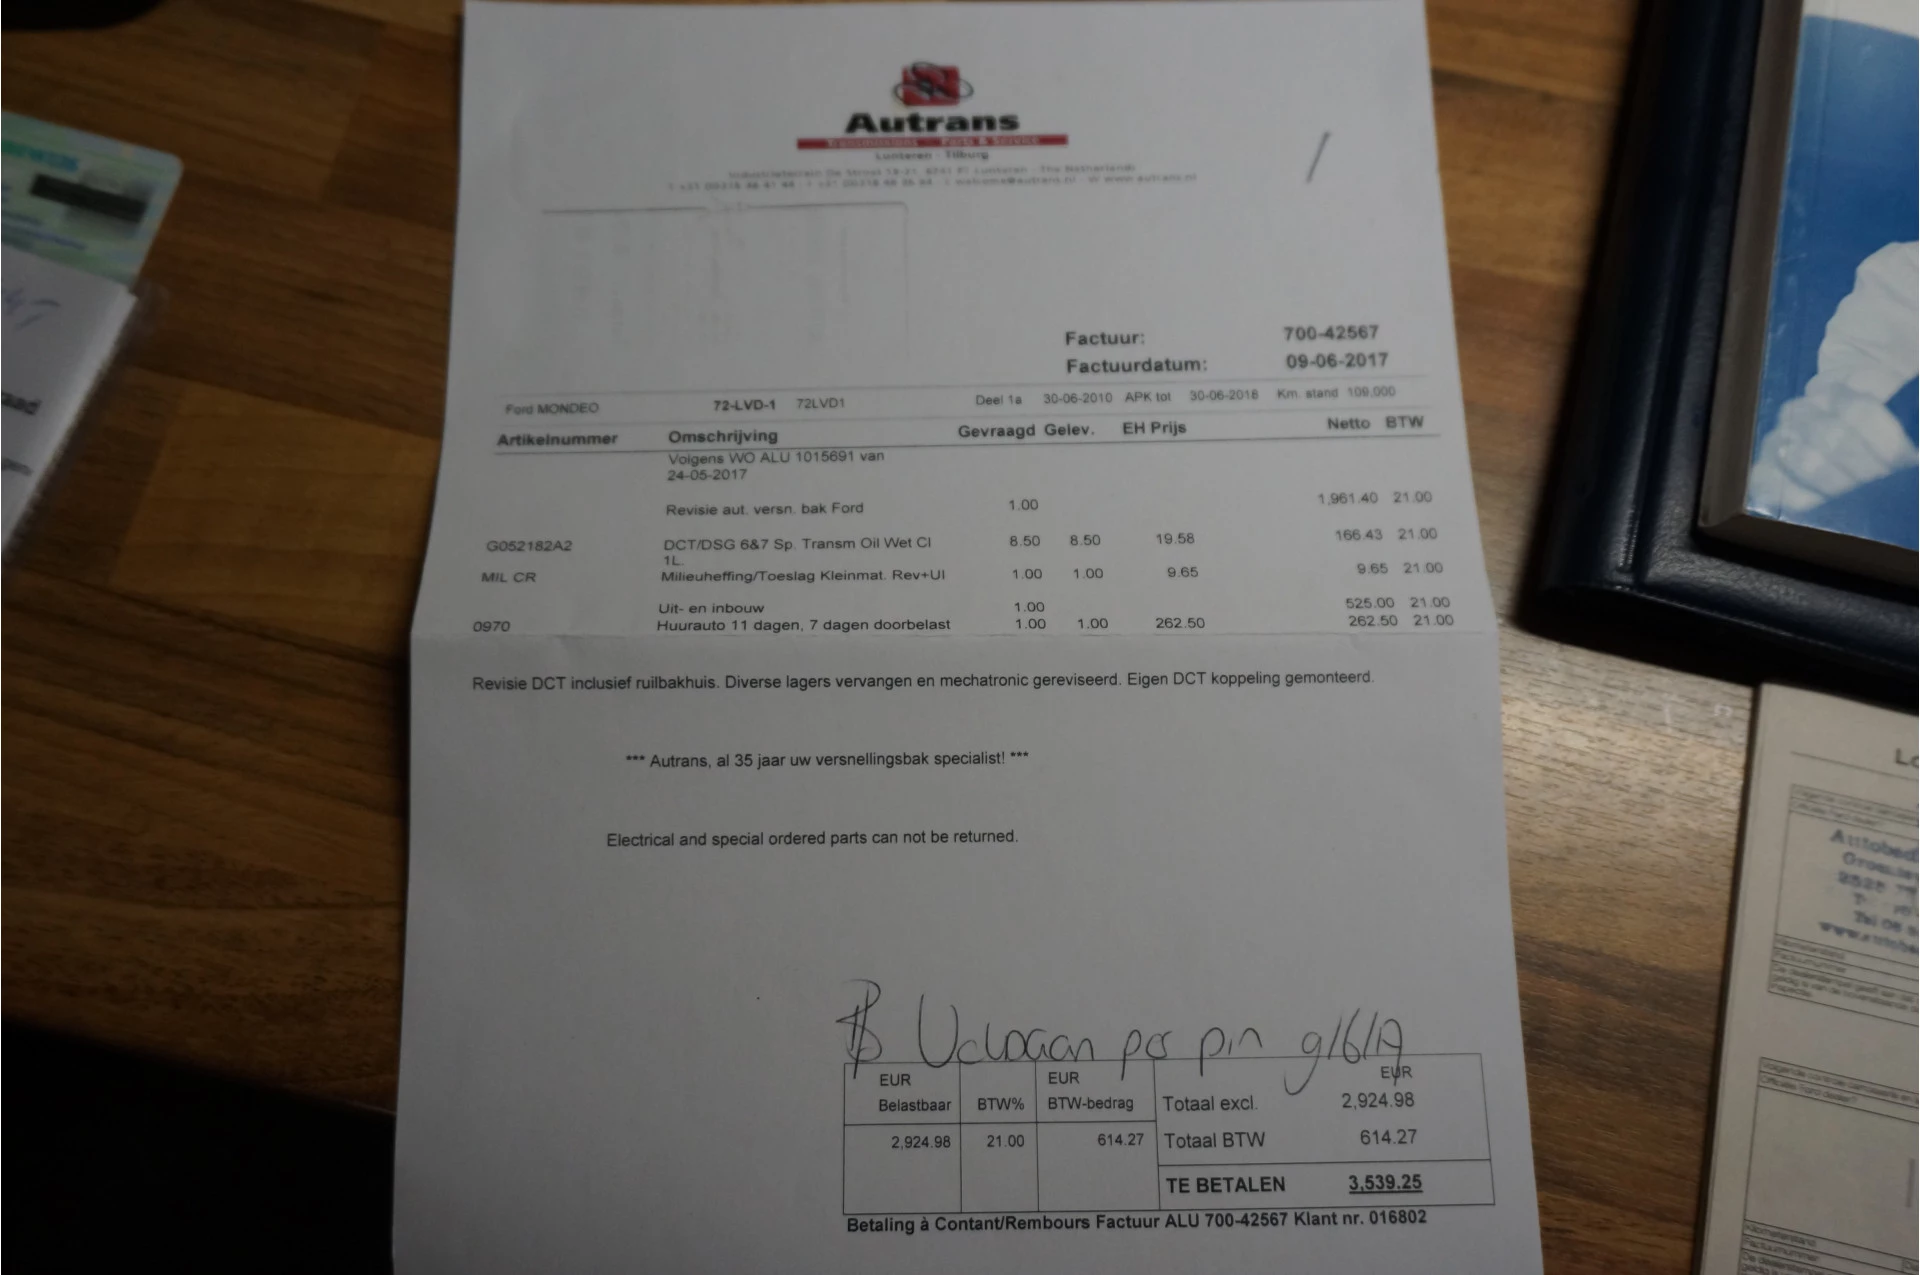 Autrans
Transmissions Parts & Service
Lunteren - Tilburg
Factuur: 700-42567
Factuurdatum: 09-06-2017
Ford MONDEO 72-LVD-1 72LVD1 Deel 1a 30-06-2010 APK tot 30-06-2018 Km. stand 109,000
Artikelnummer Omschrijving Gevraagd Gelev. EH Prijs Netto BTW
Volgens WO ALU 1015691 van
24-05-2017
Revisie aut. versn. bak Ford 1.00 1,961.40 21.00
G052182A2 DCT/DSG 6&7 Sp. Transm Oil Wet Cl 8.50 8.50 19.58 166.43 21.00
1L.
MIL CR Milieuheffing/Toeslag Kleinmat. Rev+UI 1.00 1.00 9.65 9.65 21.00
Uit- en inbouw 1.00 525.00 21.00
0970 Huurauto 11 dagen, 7 dagen doorbelast 1.00 1.00 262.50 262.50 21.00
Revisie DCT inclusief ruilbakhuis. Diverse lagers vervangen en mechatronic gereviseerd. Eigen DCT koppeling gemonteerd.
*** Autrans, al 35 jaar uw versnellingsbak specialist! ***
Electrical and special ordered parts can not be returned.
per pin 9/6/17
EUR EUR EUR
Belastbaar BTW% BTW-bedrag Totaal excl. 2,924.98
2,924.98 21.00 614.27 Totaal BTW 614.27
TE BETALEN 3,539.25
Betaling à Contant/Rembours Factuur ALU 700-42567 Klant nr. 016802